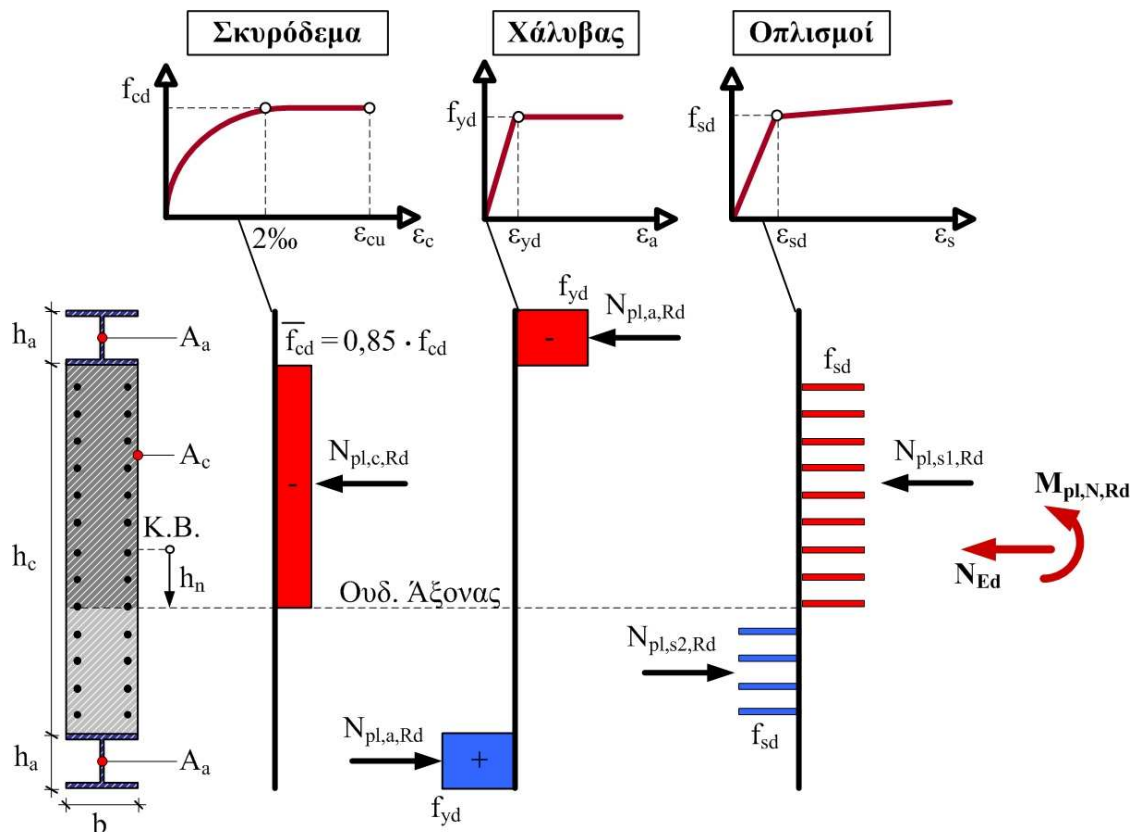 Σκυρόδεμα
Χάλυβας
Οπλισμοί
f_cd
2‰
ε_cu
ε_c
f_yd
ε_yd
ε_a
f_sd
ε_sd
ε_s
h_a
A_a
f̅_cd = 0,85 · f_cd
f_yd
N_pl,a,Rd
f_sd
A_c
N_pl,c,Rd
-
-
N_pl,s1,Rd
M_pl,N,Rd
N_Ed
Κ.Β.
h_c
h_n
Ουδ. Άξονας
N_pl,s2,Rd
f_sd
h_a
A_a
N_pl,a,Rd
+
f_yd
b